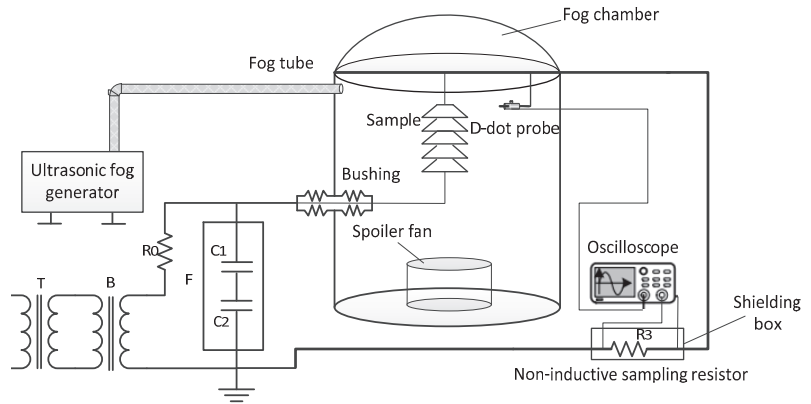 Fog chamber
Fog tube
Sample
D-dot probe
Ultrasonic fog
generator
Bushing
Spoiler fan
R0
C1
F
C2
T
B
Oscilloscope
Shielding
box
R3
Non-inductive sampling resistor